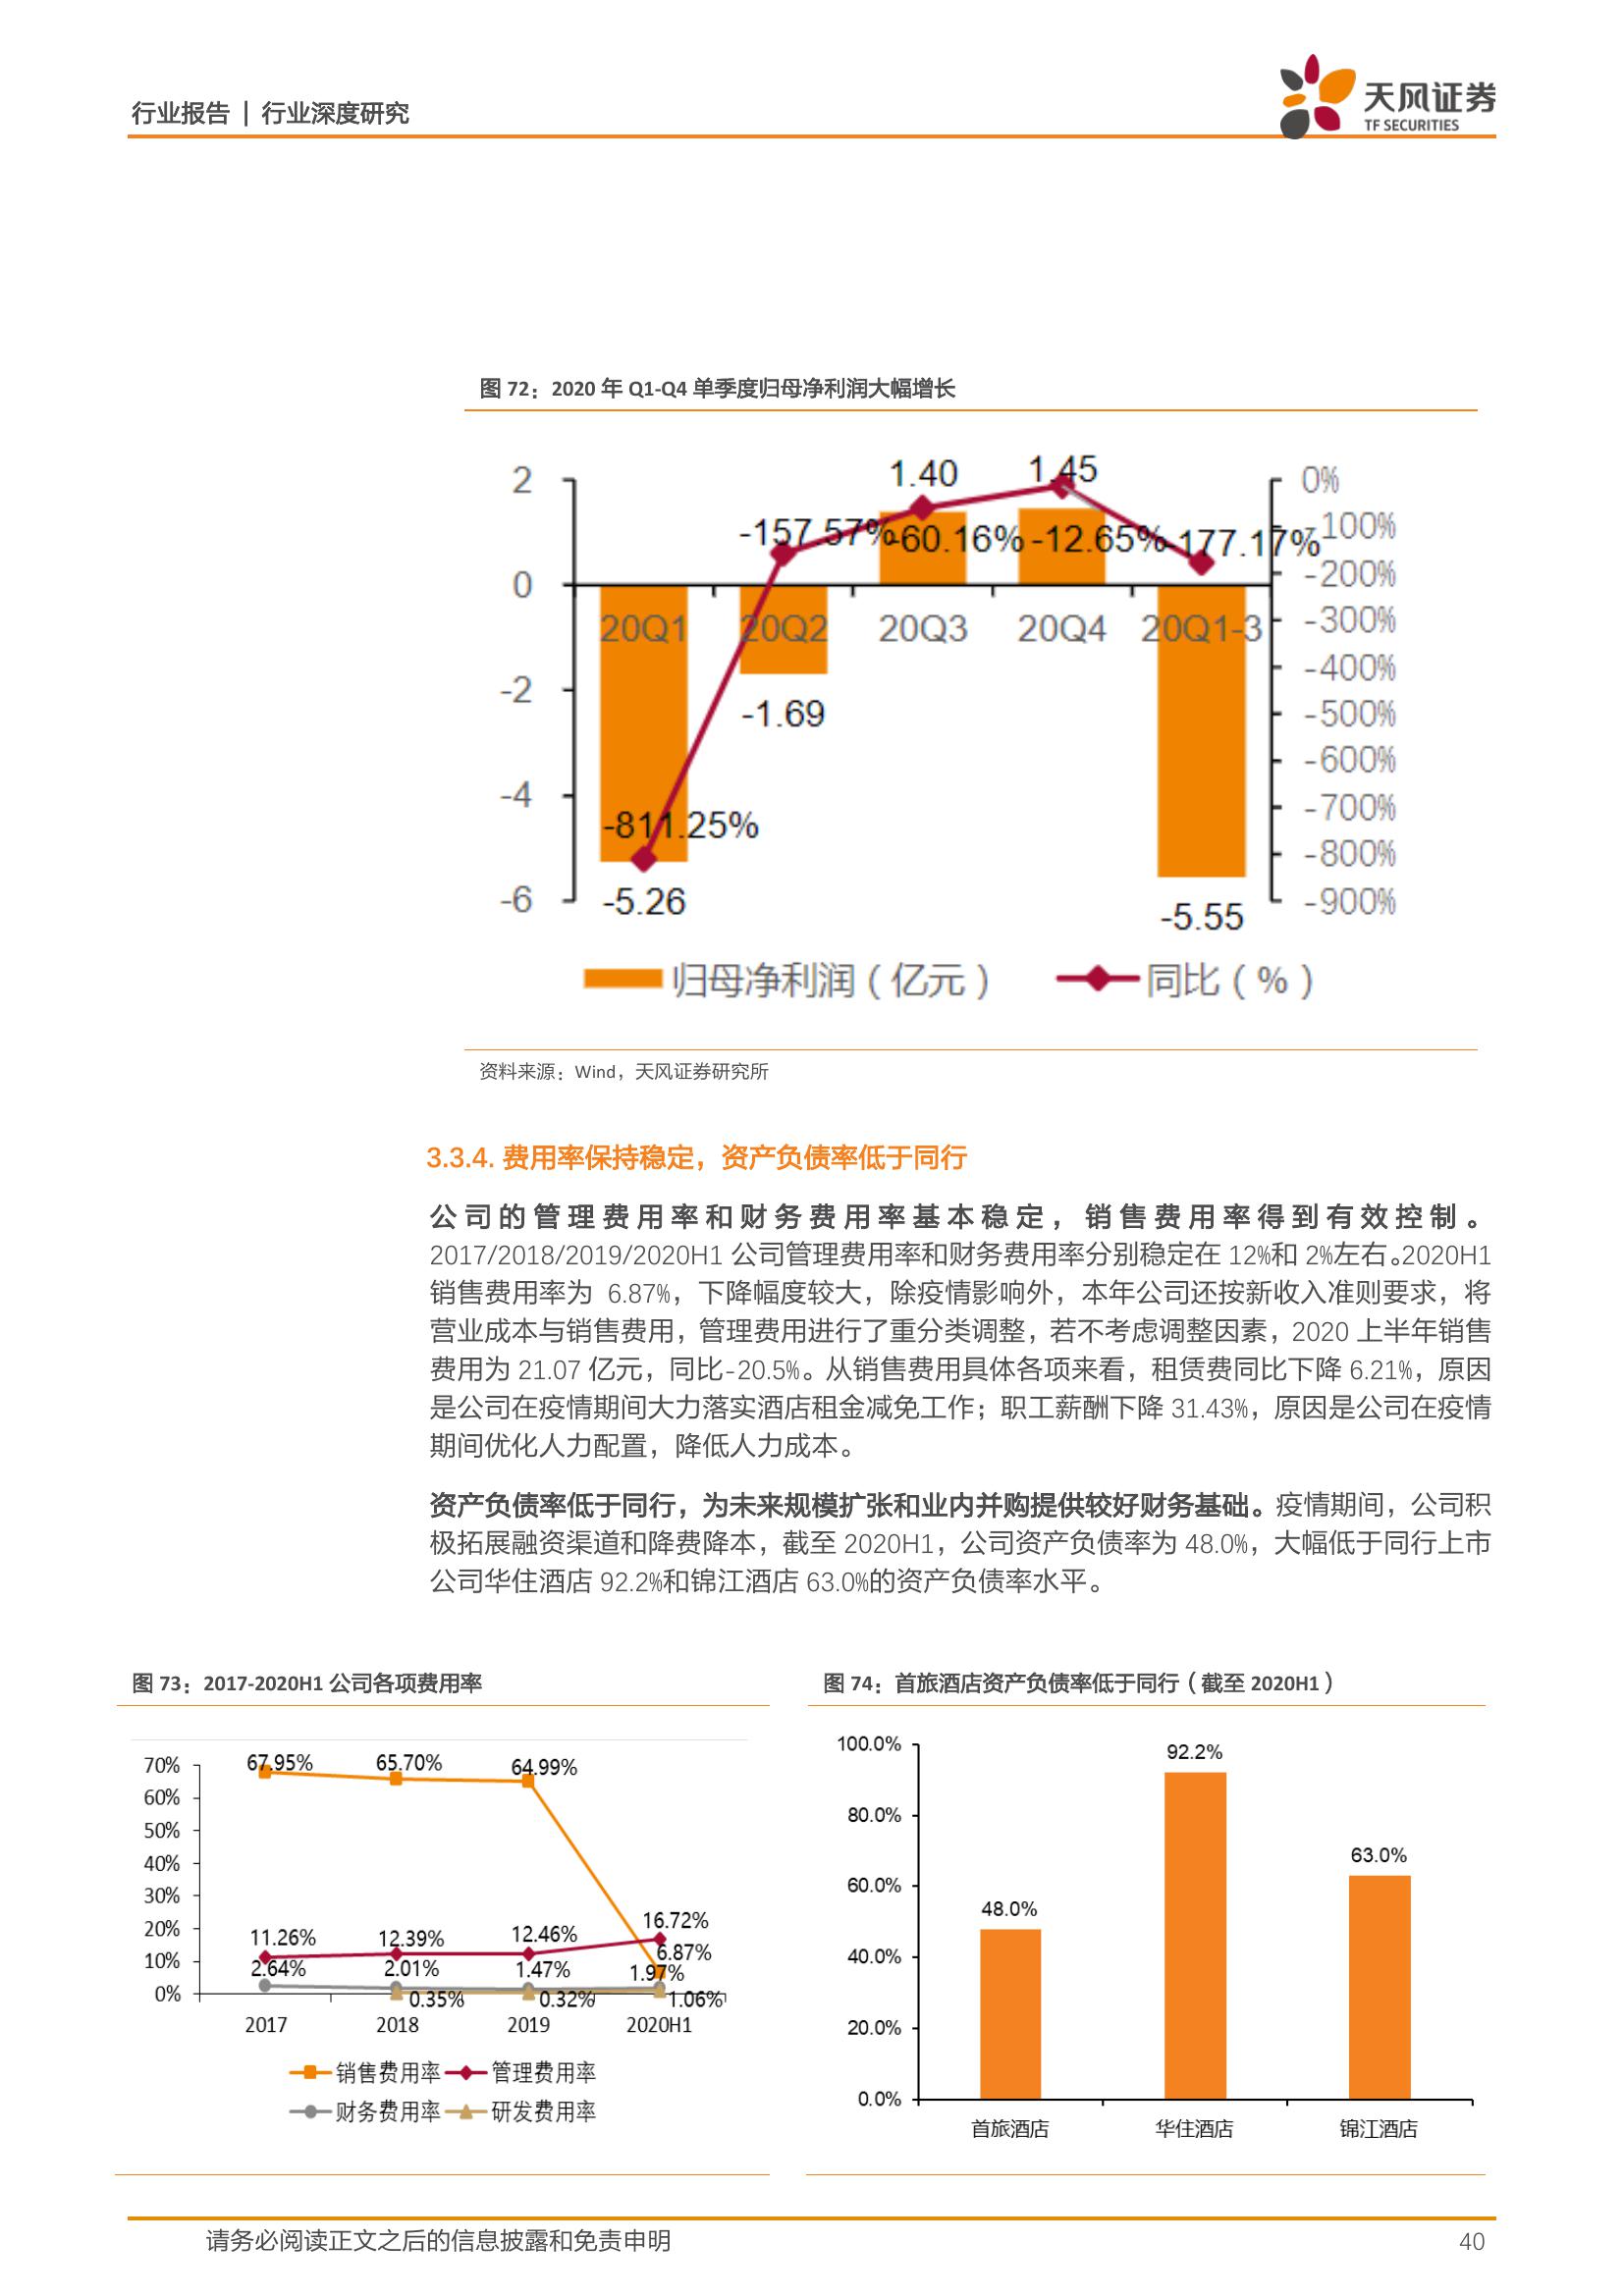 行业报告 | 行业深度研究
天风证券
TF SECURITIES
图 72：2020 年 Q1-Q4 单季度归母净利润大幅增长
2
0
-2
-4
-6
0%
-100%
-200%
-300%
-400%
-500%
-600%
-700%
-800%
-900%
1.40
1.45
-157.57%
-60.16%
-12.65%
-177.17%
20Q1
20Q2
20Q3
20Q4
20Q1-3
-1.69
-811.25%
-5.26
-5.55
归母净利润（亿元）
同比（%）
资料来源：Wind，天风证券研究所
3.3.4. 费用率保持稳定，资产负债率低于同行
公司的管理费用率和财务费用率基本稳定，销售费用率得到有效控制。
2017/2018/2019/2020H1 公司管理费用率和财务费用率分别稳定在 12%和 2%左右。2020H1
销售费用率为 6.87%，下降幅度较大，除疫情影响外，本年公司还按新收入准则要求，将
营业成本与销售费用，管理费用进行了重分类调整，若不考虑调整因素，2020 上半年销售
费用为 21.07 亿元，同比-20.5%。从销售费用具体各项来看，租赁费同比下降 6.21%，原因
是公司在疫情期间大力落实酒店租金减免工作；职工薪酬下降 31.43%，原因是公司在疫情
期间优化人力配置，降低人力成本。
资产负债率低于同行，为未来规模扩张和业内并购提供较好财务基础。疫情期间，公司积
极拓展融资渠道和降费降本，截至 2020H1，公司资产负债率为 48.0%，大幅低于同行上市
公司华住酒店 92.2%和锦江酒店 63.0%的资产负债率水平。
图 73：2017-2020H1 公司各项费用率
70%
60%
50%
40%
30%
20%
10%
0%
67.95%
65.70%
64.99%
11.26%
12.39%
12.46%
16.72%
6.87%
2.64%
2.01%
1.47%
1.97%
0.35%
0.32%
1.06%
2017
2018
2019
2020H1
销售费用率
管理费用率
财务费用率
研发费用率
图 74：首旅酒店资产负债率低于同行（截至 2020H1）
100.0%
80.0%
60.0%
40.0%
20.0%
0.0%
48.0%
92.2%
63.0%
首旅酒店
华住酒店
锦江酒店
请务必阅读正文之后的信息披露和免责申明
40